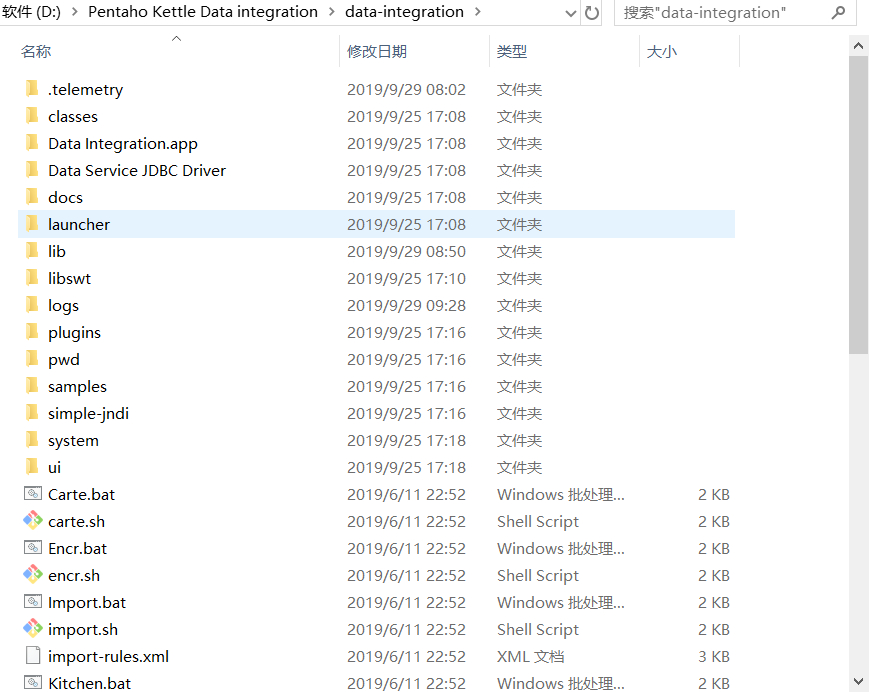 软件 (D:) > Pentaho Kettle Data integration > data-integration > 搜索"data-integration"
名称 修改日期 类型 大小
.telemetry 2019/9/29 08:02 文件夹
classes 2019/9/25 17:08 文件夹
Data Integration.app 2019/9/25 17:08 文件夹
Data Service JDBC Driver 2019/9/25 17:08 文件夹
docs 2019/9/25 17:08 文件夹
launcher 2019/9/25 17:08 文件夹
lib 2019/9/29 08:50 文件夹
libswt 2019/9/25 17:10 文件夹
logs 2019/9/29 09:28 文件夹
plugins 2019/9/25 17:16 文件夹
pwd 2019/9/25 17:16 文件夹
samples 2019/9/25 17:16 文件夹
simple-jndi 2019/9/25 17:16 文件夹
system 2019/9/25 17:18 文件夹
ui 2019/9/25 17:18 文件夹
Carte.bat 2019/6/11 22:52 Windows 批处理... 2 KB
carte.sh 2019/6/11 22:52 Shell Script 2 KB
Encr.bat 2019/6/11 22:52 Windows 批处理... 2 KB
encr.sh 2019/6/11 22:52 Shell Script 2 KB
Import.bat 2019/6/11 22:52 Windows 批处理... 2 KB
import.sh 2019/6/11 22:52 Shell Script 2 KB
import-rules.xml 2019/6/11 22:52 XML 文档 3 KB
Kitchen.bat 2019/6/11 22:52 Windows 批处理... 2 KB